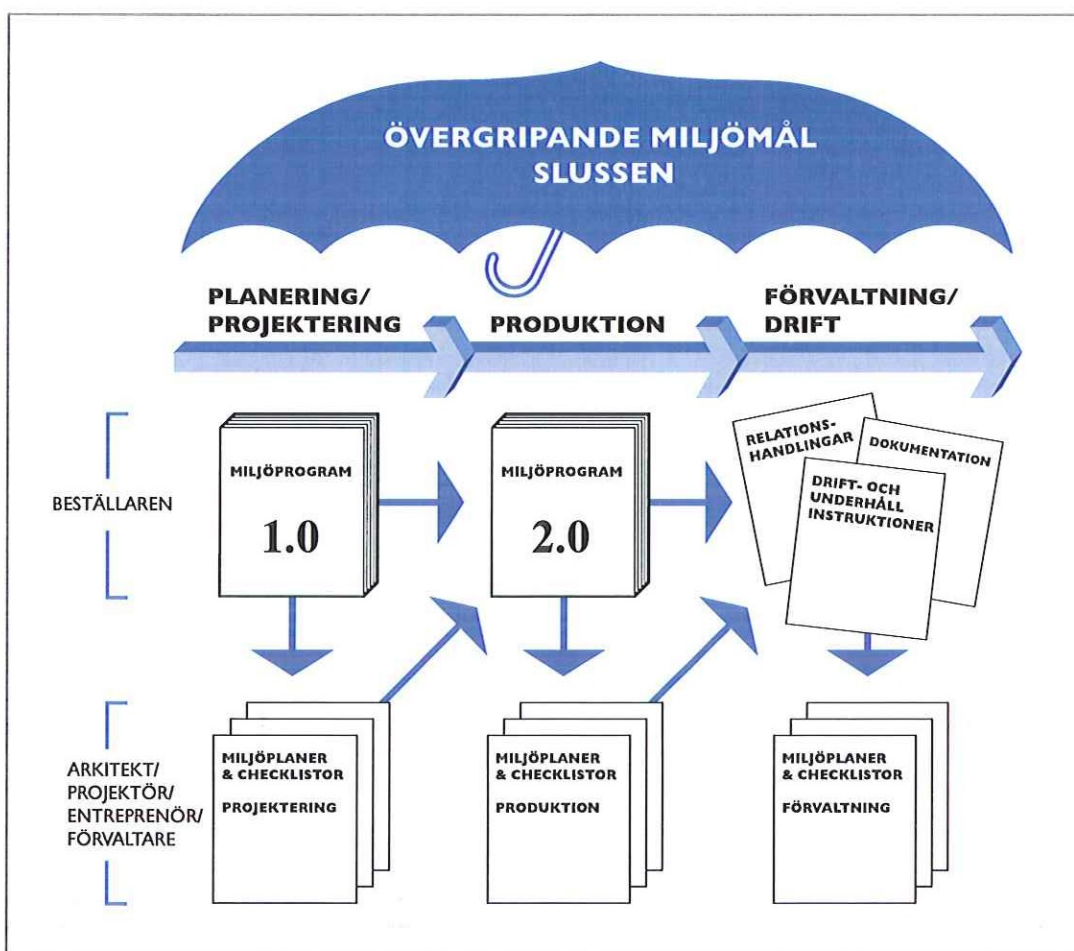 ÖVERGRIPANDE MILJÖMÅL
SLUSSEN
PLANERING/
PROJEKTERING
PRODUKTION
FÖRVALTNING/
DRIFT
BESTÄLLAREN
MILJÖPROGRAM
1.0
MILJÖPROGRAM
2.0
RELATIONS-
HANDLINGAR
DOKUMENTATION
DRIFT- OCH
UNDERHÅLL
INSTRUKTIONER
ARKITEKT/
PROJEKTÖR/
ENTREPRENÖR/
FÖRVALTARE
MILJÖPLANER
& CHECKLISTOR
PROJEKTERING
MILJÖPLANER
& CHECKLISTOR
PRODUKTION
MILJÖPLANER
& CHECKLISTOR
FÖRVALTNING